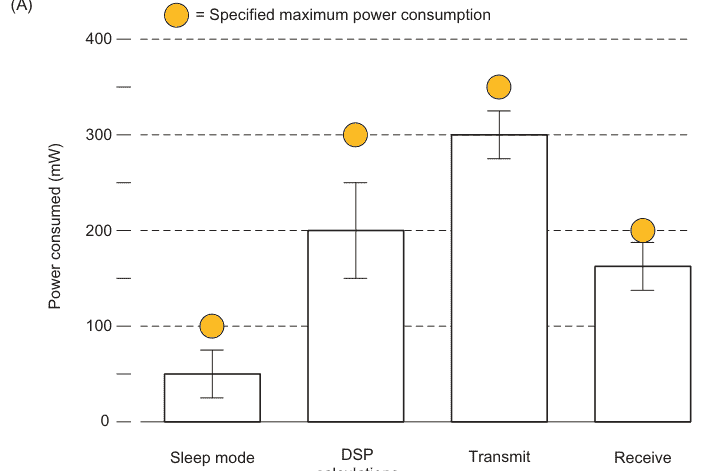 (A)
= Specified maximum power consumption
400
300
200
100
0
Power consumed (mW)
Sleep mode
DSP
Transmit
Receive